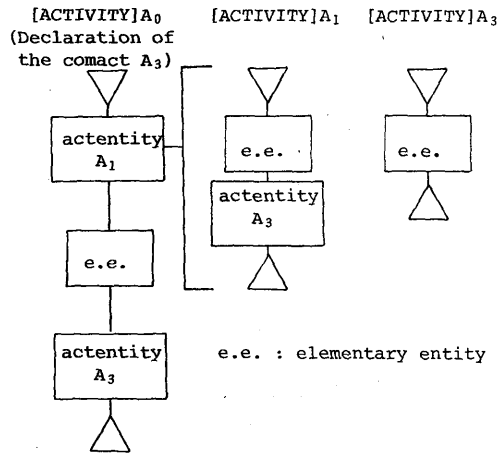 [ACTIVITY]A₀
(Declaration of
the comact A₃)
actentity
A₁
e.e.
actentity
A₃
[ACTIVITY]A₁
e.e.
actentity
A₃
[ACTIVITY]A₃
e.e.
e.e. : elementary entity